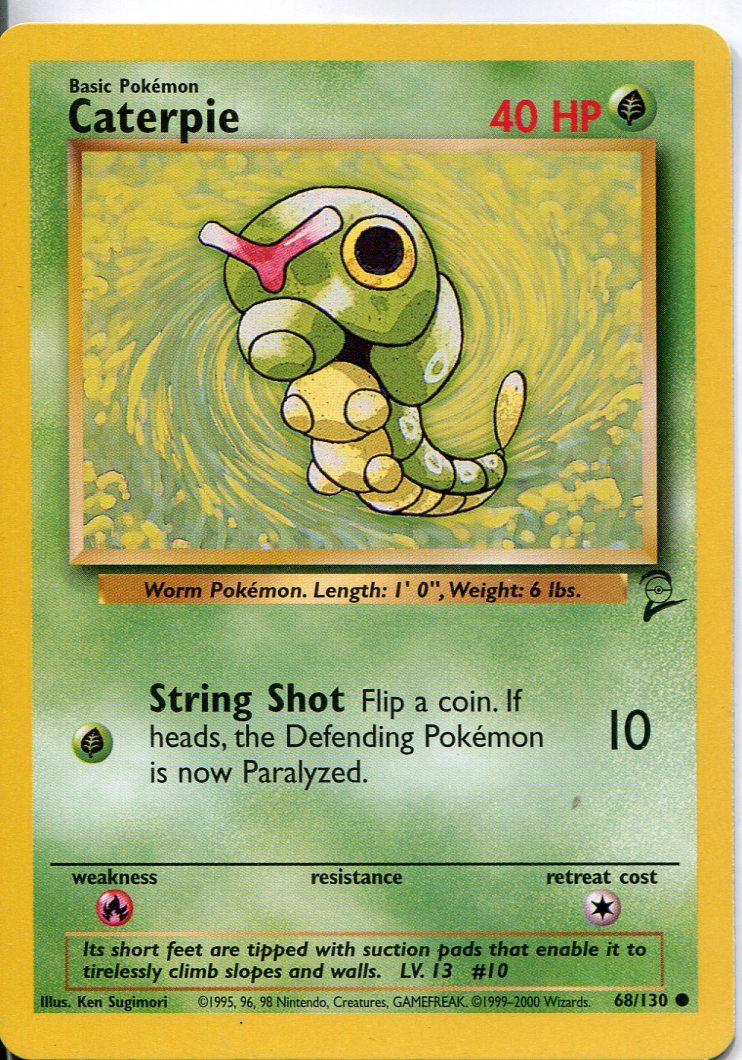 Basic Pokémon
Caterpie 40 HP
Worm Pokémon. Length: 1' 0", Weight: 6 lbs.
String Shot Flip a coin. If
heads, the Defending Pokémon 10
is now Paralyzed.
weakness resistance retreat cost
Its short feet are tipped with suction pads that enable it to
tirelessly climb slopes and walls. LV. 13 #10
Illus. Ken Sugimori ©1995, 96, 98 Nintendo, Creatures, GAMEFREAK. ©1999-2000 Wizards. 68/130